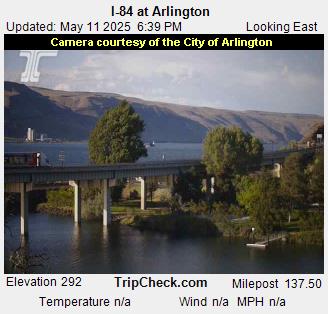 I-84 at Arlington
Updated: May 11 2025 6:39 PM Looking East
Camera courtesy of the City of Arlington
Elevation 292 TripCheck.com Milepost 137.50
Temperature n/a Wind n/a MPH n/a